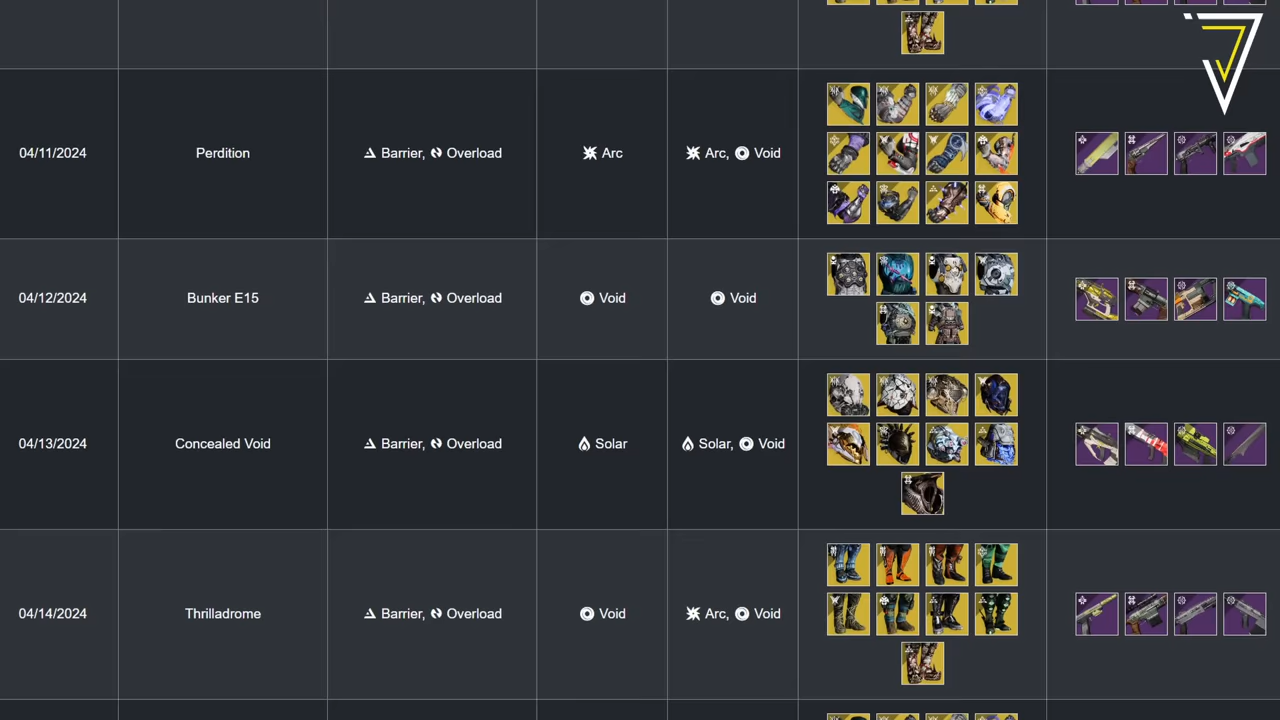 04/11/2024 Perdition Barrier, Overload Arc Arc, Void
04/12/2024 Bunker E15 Barrier, Overload Void Void
04/13/2024 Concealed Void Barrier, Overload Solar Solar, Void
04/14/2024 Thrilladrome Barrier, Overload Void Arc, Void